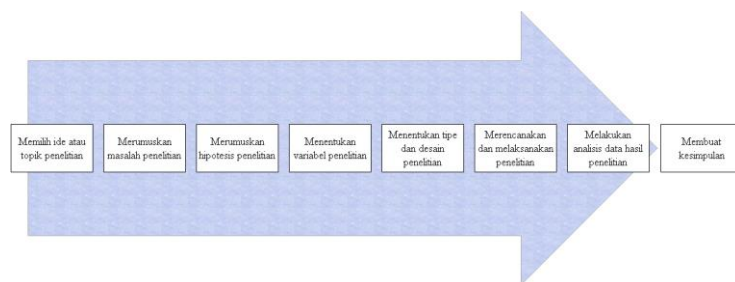 Memilih ide atau
topik penelitian
Merumuskan
masalah penelitian
Merumuskan
hipotesis penelitian
Menentukan
variabel penelitian
Menentukan tipe
dan desain
penelitian
Merencanakan
dan melaksanakan
penelitian
Melakukan
analisis data hasil
penelitian
Membuat
kesimpulan